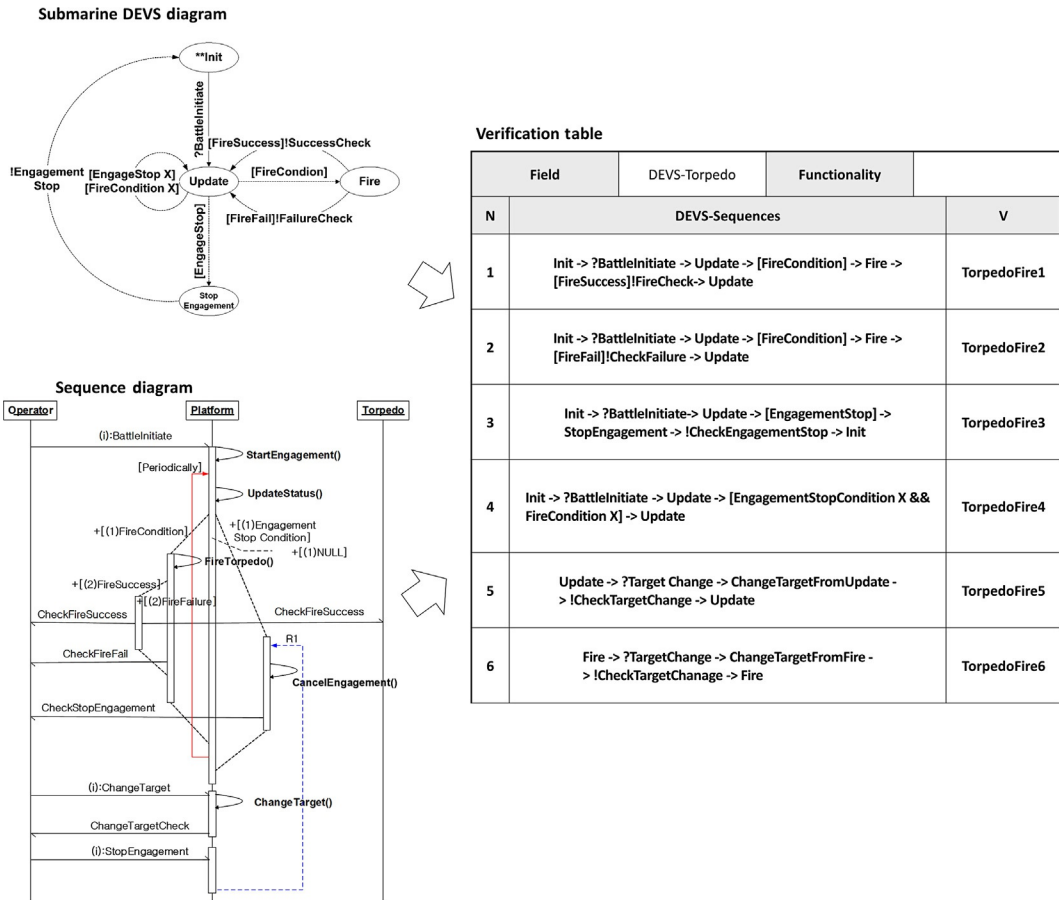 Submarine DEVS diagram
**Init
?BattleInitiate
[FireSuccess]!SuccessCheck
!Engagement
Stop
[EngageStop X]
[FireCondition X]
Update
[FireCondion]
Fire
[FireFail]!FailureCheck
[EngageStop]
Stop
Engagement
Sequence diagram
Operator
Platform
Torpedo
(i):BattleInitiate
StartEngagement()
[Periodically]
UpdateStatus()
+[(1)FireCondition]
+[(1)Engagement
Stop Condition]
+[(1)NULL]
FireTorpedo()
+[(2)FireSuccess]
+[(2)FireFailure]
CheckFireSuccess
CheckFireSuccess
R1
CheckFireFail
CancelEngagement()
CheckStopEngagement
(i):ChangeTarget
ChangeTarget()
ChangeTargetCheck
(i):StopEngagement
Verification table
Field
DEVS-Torpedo
Functionality
N
DEVS-Sequences
V
1
Init -> ?BattleInitiate -> Update -> [FireCondition] -> Fire ->
[FireSuccess]!FireCheck-> Update
TorpedoFire1
2
Init -> ?BattleInitiate -> Update -> [FireCondition] -> Fire ->
[FireFail]!CheckFailure -> Update
TorpedoFire2
3
Init -> ?BattleInitiate-> Update -> [EngagementStop] ->
StopEngagement -> !CheckEngagementStop -> Init
TorpedoFire3
4
Init -> ?BattleInitiate -> Update -> [EngagementStopCondition X &&
FireCondition X] -> Update
TorpedoFire4
5
Update -> ?Target Change -> ChangeTargetFromUpdate -
> !CheckTargetChange -> Update
TorpedoFire5
6
Fire -> ?TargetChange -> ChangeTargetFromFire -
> !CheckTargetChanage -> Fire
TorpedoFire6